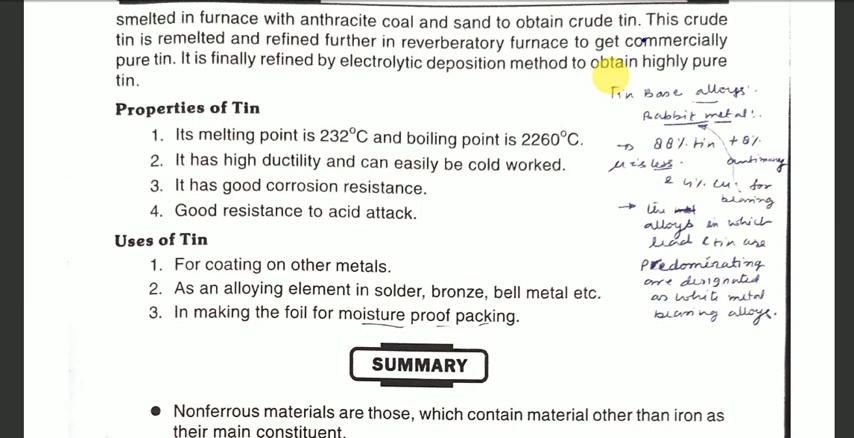 smelted in furnace with anthracite coal and sand to obtain crude tin. This crude
tin is remelted and refined further in reverberatory furnace to get commercially
pure tin. It is finally refined by electrolytic deposition method to obtain highly pure
tin.
Properties of Tin
1. Its melting point is 232°C and boiling point is 2260°C.
2. It has high ductility and can easily be cold worked.
3. It has good corrosion resistance.
4. Good resistance to acid attack.
Uses of Tin
1. For coating on other metals.
2. As an alloying element in solder, bronze, bell metal etc.
3. In making the foil for moisture proof packing.
Tin Base alloys.
Babbit metal:
→ 88% tin + 8%
μ is less. antimony
& 4% cu. for
bearing
→ the
alloys in which
lead & tin are
predominating
are designated
as white metal
bearing alloys.
SUMMARY
● Nonferrous materials are those, which contain material other than iron as
their main constituent.